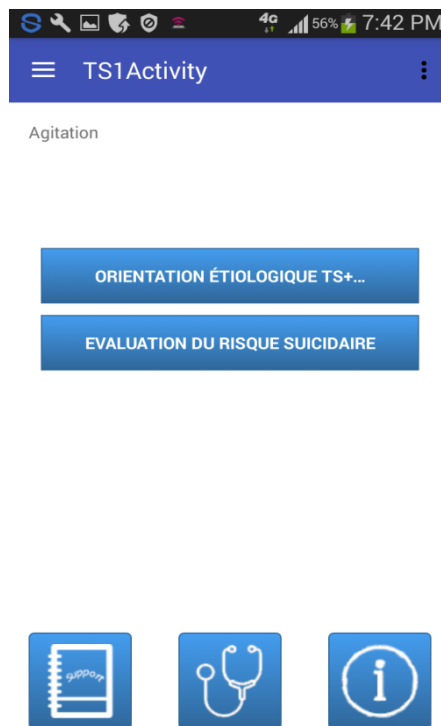 4G 56% 7:42 PM
TS1Activity
Agitation
ORIENTATION ÉTIOLOGIQUE TS+...
EVALUATION DU RISQUE SUICIDAIRE
support